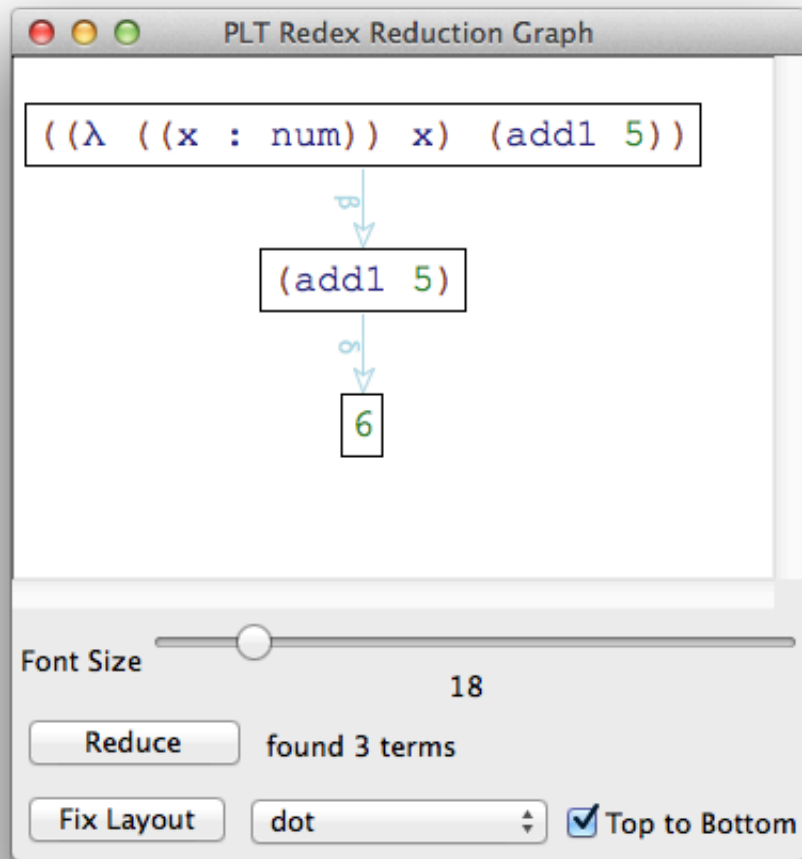 PLT Redex Reduction Graph
((λ ((x : num)) x) (add1 5))
β
(add1 5)
δ
6
Font Size
18
Reduce found 3 terms
Fix Layout dot Top to Bottom